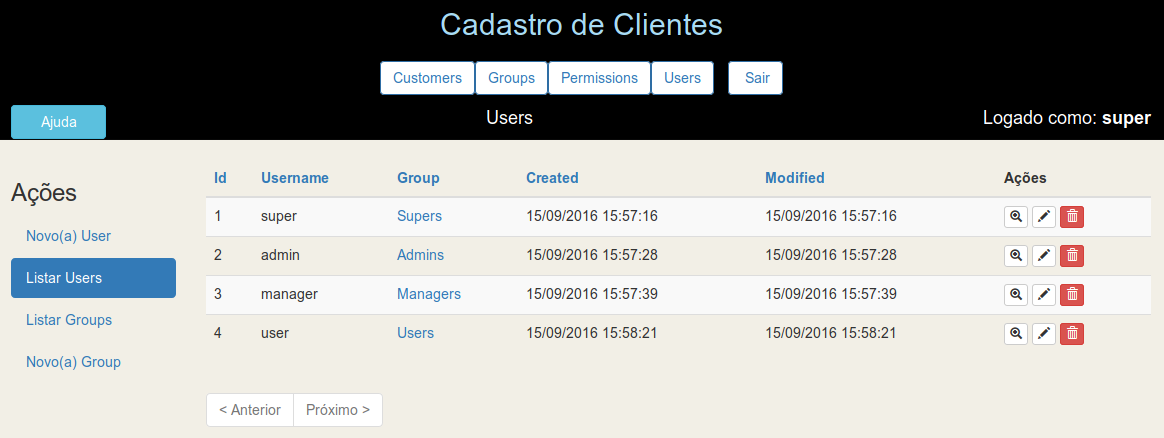 Cadastro de Clientes
Customers Groups Permissions Users Sair
Ajuda Users Logado como: super
Ações
Novo(a) User
Listar Users
Listar Groups
Novo(a) Group
Id Username Group Created Modified Ações
1 super Supers 15/09/2016 15:57:16 15/09/2016 15:57:16
2 admin Admins 15/09/2016 15:57:28 15/09/2016 15:57:28
3 manager Managers 15/09/2016 15:57:39 15/09/2016 15:57:39
4 user Users 15/09/2016 15:58:21 15/09/2016 15:58:21
< Anterior Próximo >